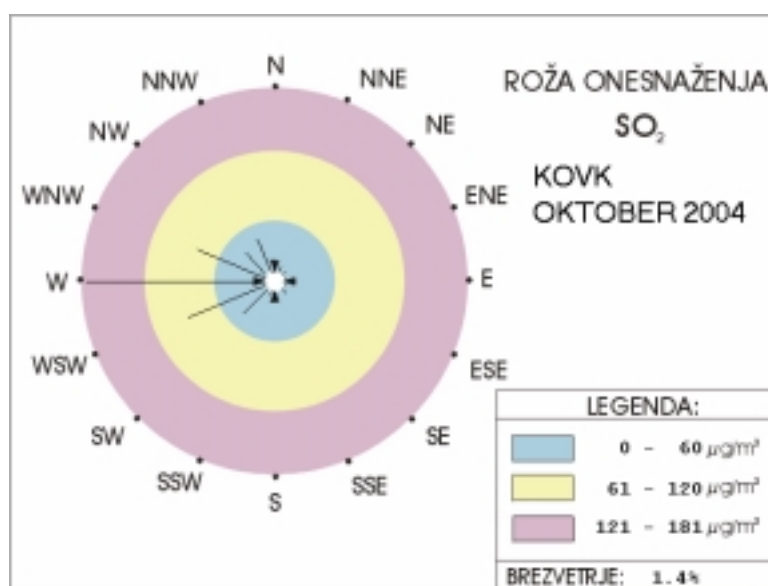 ROŽA ONESNAŽENJA
SO₂
KOVK
OKTOBER 2004
N
NNE
NE
ENE
E
ESE
SE
SSE
S
SSW
SW
WSW
W
WNW
NW
NNW
LEGENDA:
0 - 60 µg/m³
61 - 120 µg/m³
121 - 181 µg/m³
BREZVETRJE: 1.4%